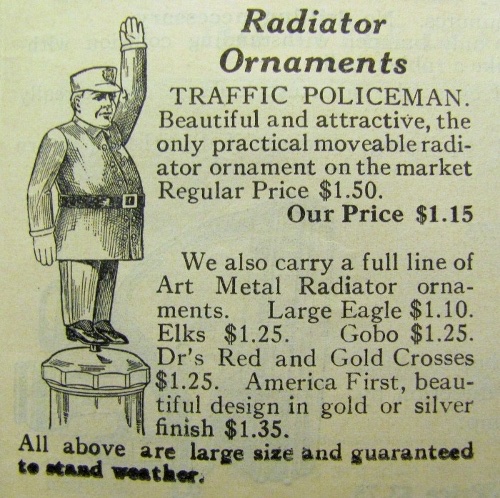 Radiator
Ornaments
TRAFFIC POLICEMAN.
Beautiful and attractive, the
only practical moveable radi-
ator ornament on the market
Regular Price $1.50.
Our Price $1.15
We also carry a full line of
Art Metal Radiator orna-
ments. Large Eagle $1.10.
Elks $1.25. Gobo $1.25.
Dr's Red and Gold Crosses
$1.25. America First, beau-
tiful design in gold or silver
finish $1.35.
All above are large size and guaranteed
to stand weather.